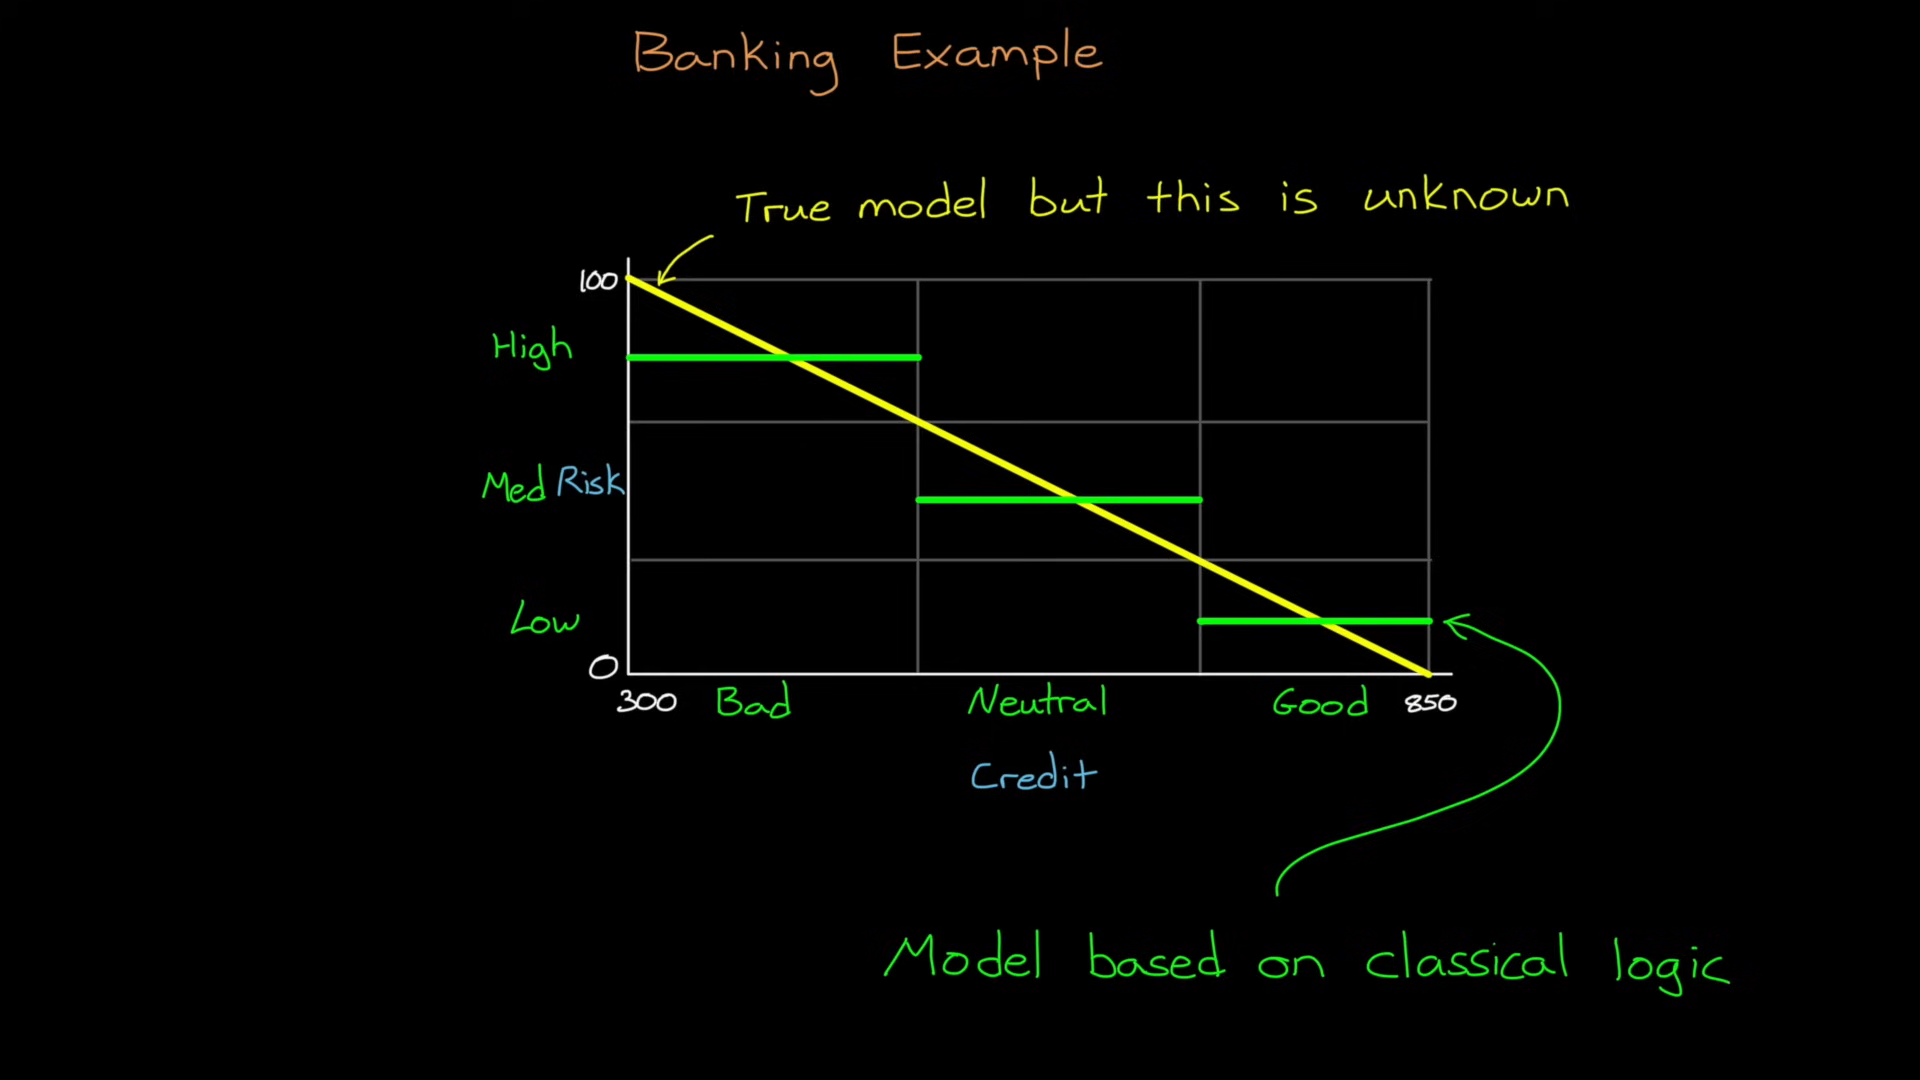 Banking Example
True model but this is unknown
100
High
Med Risk
Low
0
300 Bad Neutral Good 850
Credit
Model based on classical logic